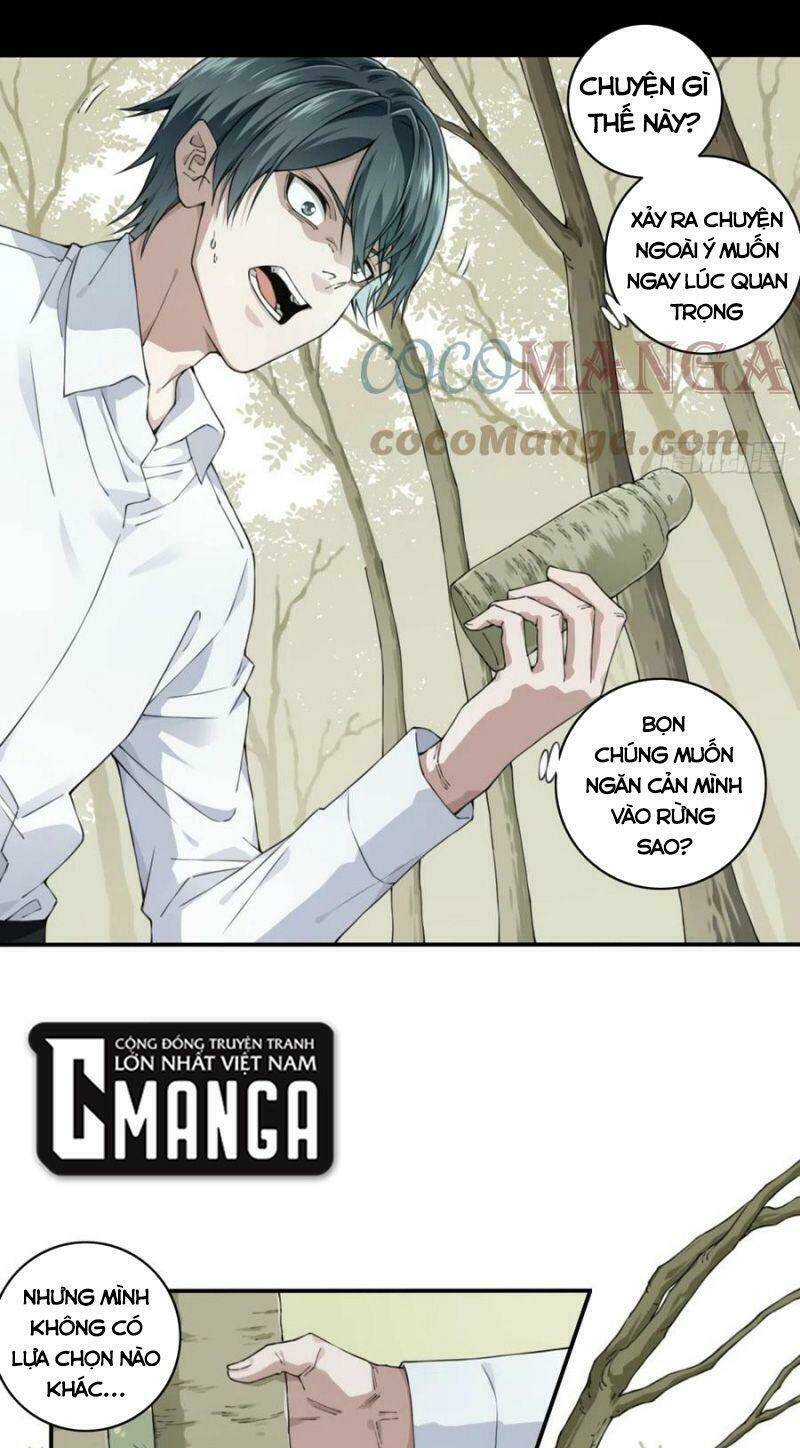 CHUYỆN GÌ
THẾ NÀY?
XẢY RA CHUYỆN
NGOÀI Ý MUỐN
NGAY LÚC QUAN
TRỌNG
COCOMANGA
cocoManga.com
BỌN
CHÚNG MUỐN
NGĂN CẢN MÌNH
VÀO RỪNG
SAO?
CỘNG ĐỒNG TRUYỆN TRANH
LỚN NHẤT VIỆT NAM
CMANGA
NHƯNG MÌNH
KHÔNG CÓ
LỰA CHỌN NÀO
KHÁC...